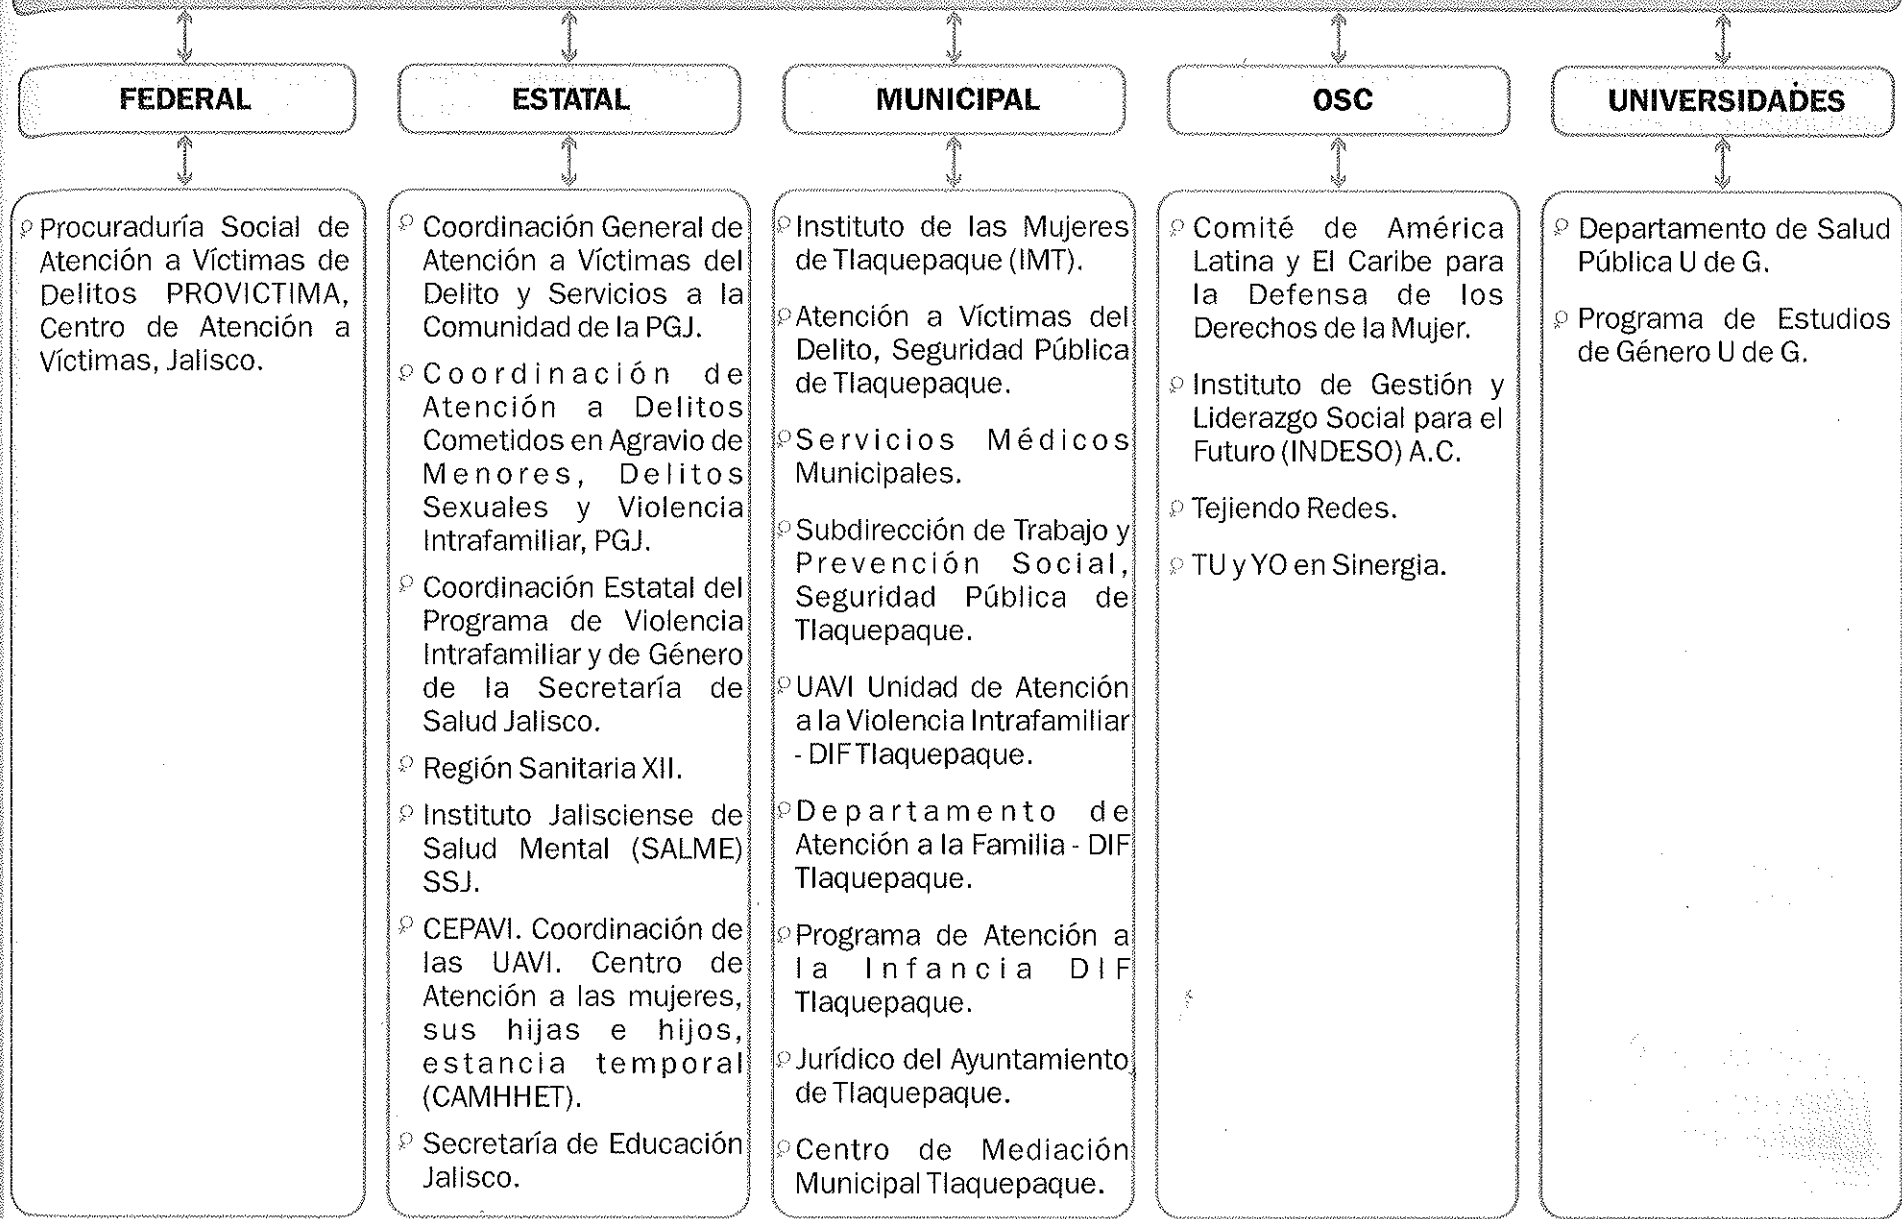 FEDERAL
Procuraduría Social de
Atención a Víctimas de
Delitos PROVICTIMA,
Centro de Atención a
Víctimas, Jalisco.
ESTATAL
Coordinación General de
Atención a Víctimas del
Delito y Servicios a la
Comunidad de la PGJ.
Coordinación de
Atención a Delitos
Cometidos en Agravio de
Menores, Delitos
Sexuales y Violencia
Intrafamiliar, PGJ.
Coordinación Estatal del
Programa de Violencia
Intrafamiliar y de Género
de la Secretaría de
Salud Jalisco.
Región Sanitaria XII.
Instituto Jalisciense de
Salud Mental (SALME)
SSJ.
CEPAVI. Coordinación de
las UAVI. Centro de
Atención a las mujeres,
sus hijas e hijos,
estancia temporal
(CAMHHET).
Secretaría de Educación
Jalisco.
MUNICIPAL
Instituto de las Mujeres
de Tlaquepaque (IMT).
Atención a Víctimas del
Delito, Seguridad Pública
de Tlaquepaque.
Servicios Médicos
Municipales.
Subdirección de Trabajo y
Prevención Social,
Seguridad Pública de
Tlaquepaque.
UAVI Unidad de Atención
a la Violencia Intrafamiliar
- DIF Tlaquepaque.
Departamento de
Atención a la Familia - DIF
Tlaquepaque.
Programa de Atención a
la Infancia DIF
Tlaquepaque.
Jurídico del Ayuntamiento
de Tlaquepaque.
Centro de Mediación
Municipal Tlaquepaque.
OSC
Comité de América
Latina y El Caribe para
la Defensa de los
Derechos de la Mujer.
Instituto de Gestión y
Liderazgo Social para el
Futuro (INDESO) A.C.
Tejiendo Redes.
TU y YO en Sinergia.
UNIVERSIDADES
Departamento de Salud
Pública U de G.
Programa de Estudios
de Género U de G.